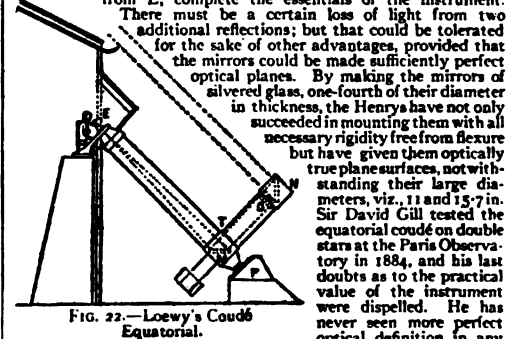 from E, complete the essentials of the instrument.
There must be a certain loss of light from two
additional reflections; but that could be tolerated
for the sake of other advantages, provided that
the mirrors could be made sufficiently perfect
optical planes. By making the mirrors of
silvered glass, one-fourth of their diameter
in thickness, the Henrys have not only
succeeded in mounting them with all
necessary rigidity free from flexure
but have given them optically
true plane surfaces, notwith-
standing their large dia-
meters, viz., 11 and 15·7 in.
Sir David Gill tested the
equatorial coudé on double
stars at the Paris Observa-
tory in 1884, and his last
doubts as to the practical
value of the instrument
were dispelled. He has
never seen more perfect
optical definition in any
E
N
T
P
FIG. 22.—Loewy's Coudé
Equatorial.